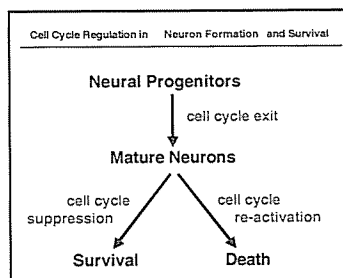 Cell Cycle Regulation in Neuron Formation and Survival
Neural Progenitors
cell cycle exit
Mature Neurons
cell cycle suppression
cell cycle re-activation
Survival Death